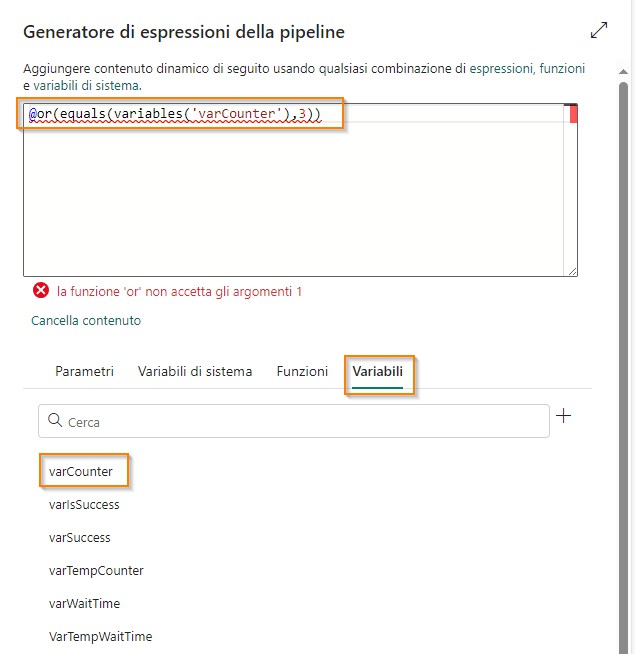 Generatore di espressioni della pipeline
Aggiungere contenuto dinamico di seguito usando qualsiasi combinazione di espressioni, funzioni
e variabili di sistema.
@or(equals(variables('varCounter'),3))
la funzione 'or' non accetta gli argomenti 1
Cancella contenuto
Parametri Variabili di sistema Funzioni Variabili
Cerca
varCounter
varIsSuccess
varSuccess
varTempCounter
varWaitTime
VarTempWaitTime